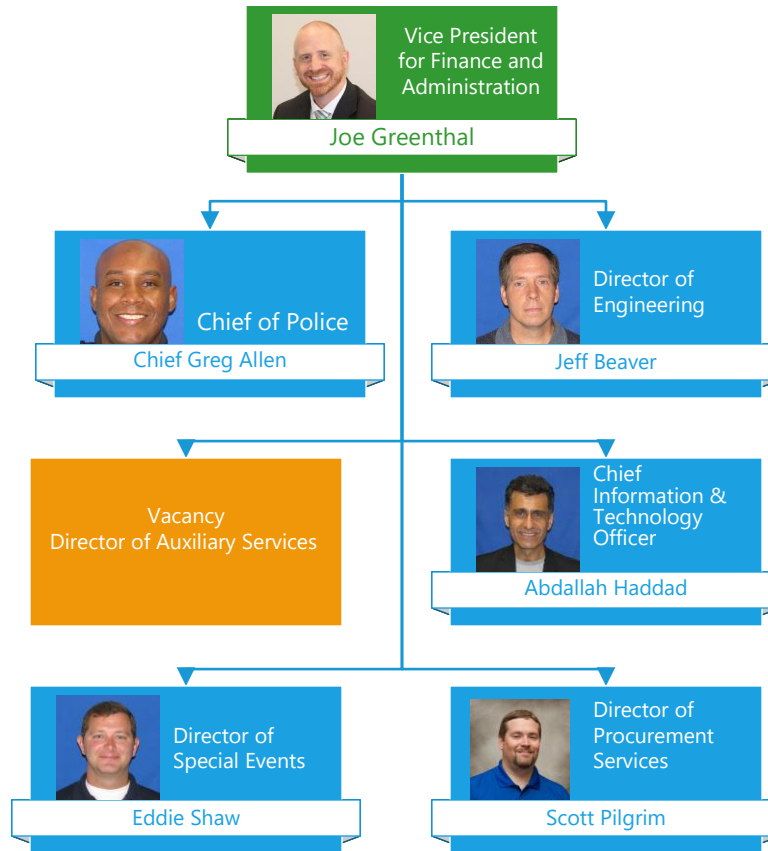 Vice President
for Finance and
Administration
Joe Greenthal
Chief of Police
Chief Greg Allen
Director of
Engineering
Jeff Beaver
Vacancy
Director of Auxiliary Services
Chief
Information &
Technology
Officer
Abdallah Haddad
Director of
Special Events
Eddie Shaw
Director of
Procurement
Services
Scott Pilgrim